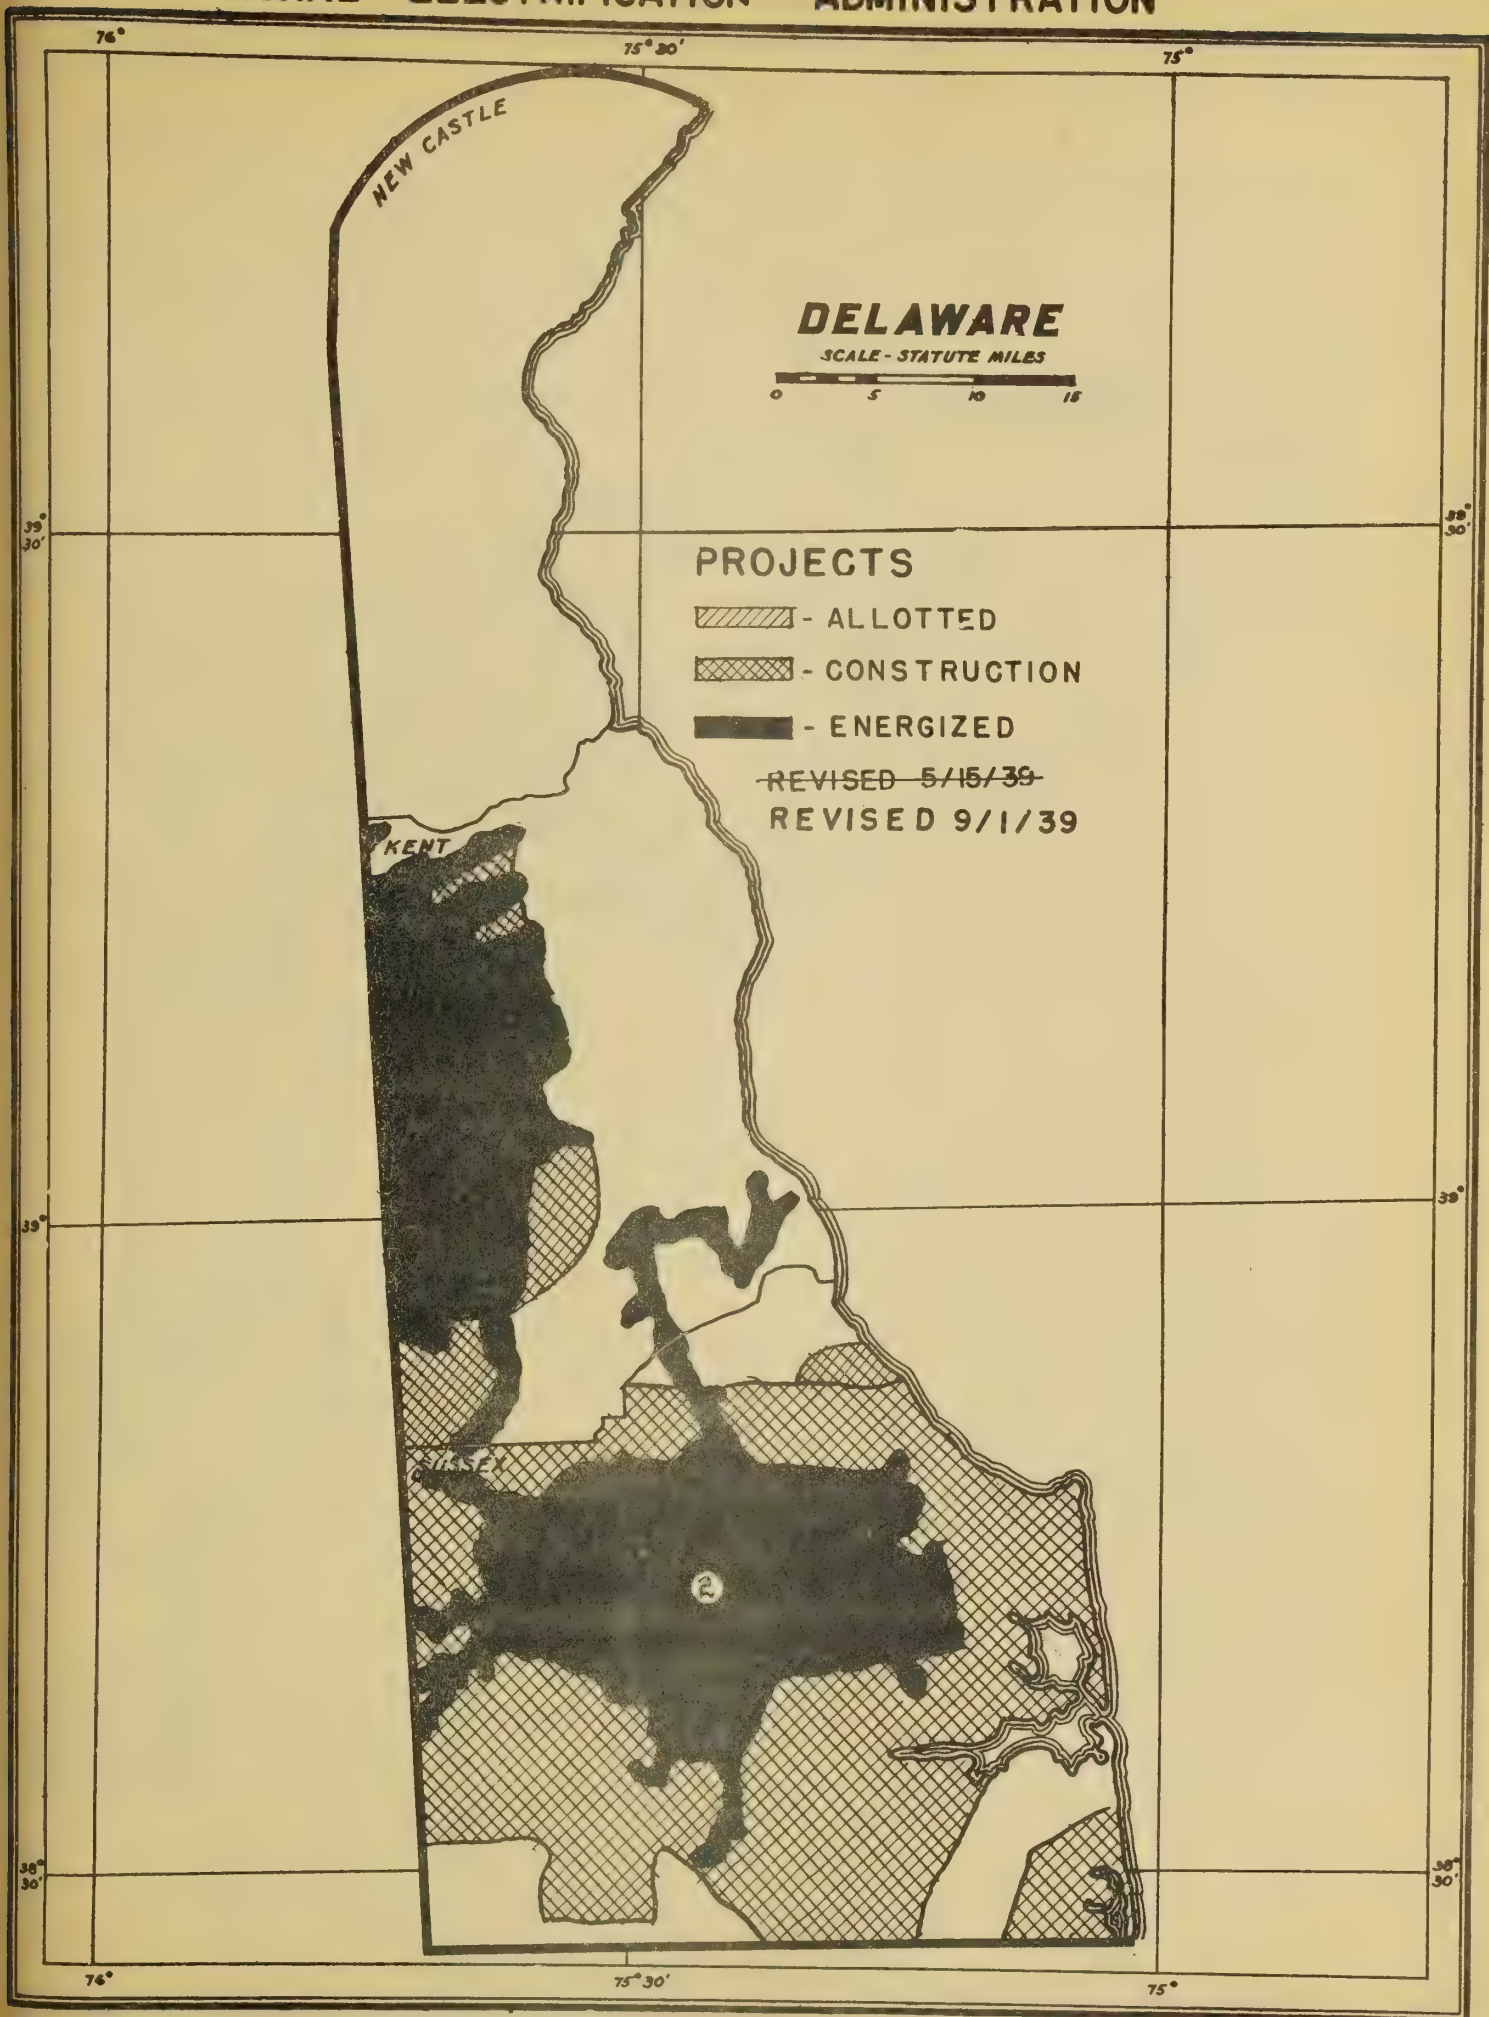 ELECTRIFICATION ADMINISTRATION
76° 75° 30' 75°
NEW CASTLE
DELAWARE
SCALE - STATUTE MILES
0 5 10 15
39° 30' 39° 30'
PROJECTS
- ALLOTTED
- CONSTRUCTION
- ENERGIZED
REVISED 5/15/39
REVISED 9/1/39
KENT
39° 39°
SUSSEX
2
38° 30' 38° 30'
76° 75° 30' 75°